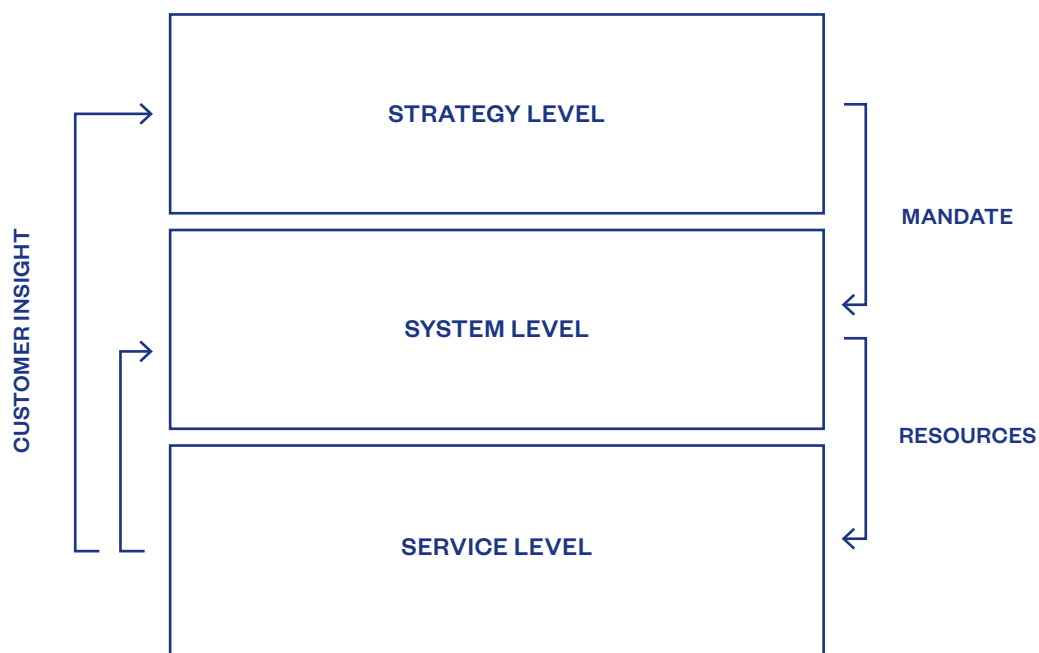 STRATEGY LEVEL
MANDATE
CUSTOMER INSIGHT
SYSTEM LEVEL
RESOURCES
SERVICE LEVEL